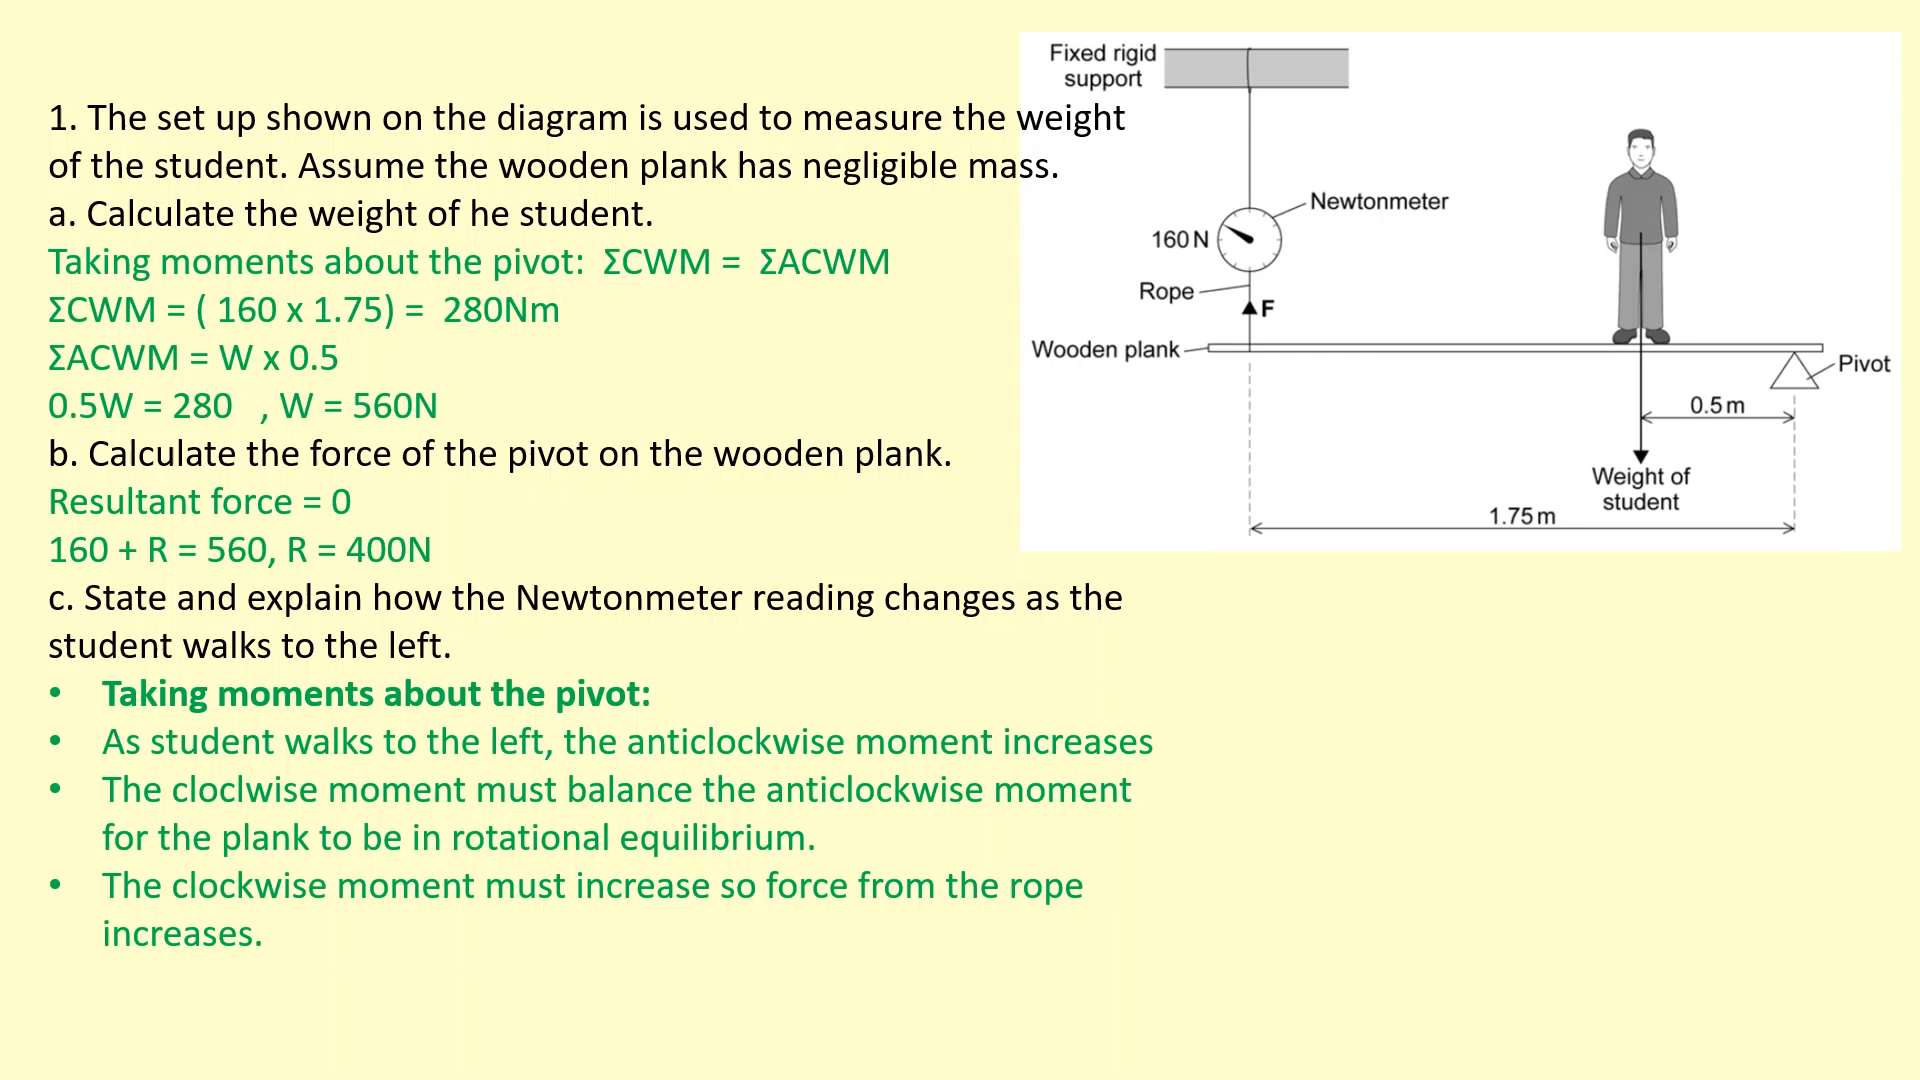 1. The set up shown on the diagram is used to measure the weight
of the student. Assume the wooden plank has negligible mass.
a. Calculate the weight of he student.
Taking moments about the pivot:  ΣCWM =  ΣACWM
ΣCWM = ( 160 x 1.75) =  280Nm
ΣACWM = W x 0.5
0.5W = 280   , W = 560N
b. Calculate the force of the pivot on the wooden plank.
Resultant force = 0
160 + R = 560, R = 400N
c. State and explain how the Newtonmeter reading changes as the
student walks to the left.
• Taking moments about the pivot:
• As student walks to the left, the anticlockwise moment increases
• The cloclwise moment must balance the anticlockwise moment
for the plank to be in rotational equilibrium.
• The clockwise moment must increase so force from the rope
increases.
Fixed rigid
support
Newtonmeter
160 N
Rope
F
Wooden plank
Pivot
0.5 m
Weight of
student
1.75 m